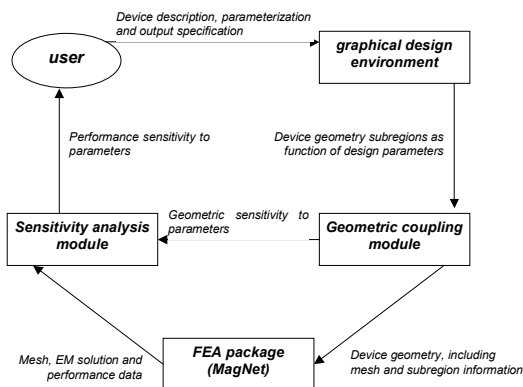 Device description, parameterization
and output specification
user
graphical design
environment
Performance sensitivity to
parameters
Device geometry subregions as
function of design parameters
Sensitivity analysis
module
Geometric sensitivity to
parameters
Geometric coupling
module
Mesh, EM solution and
performance data
FEA package
(MagNet)
Device geometry, including
mesh and subregion information